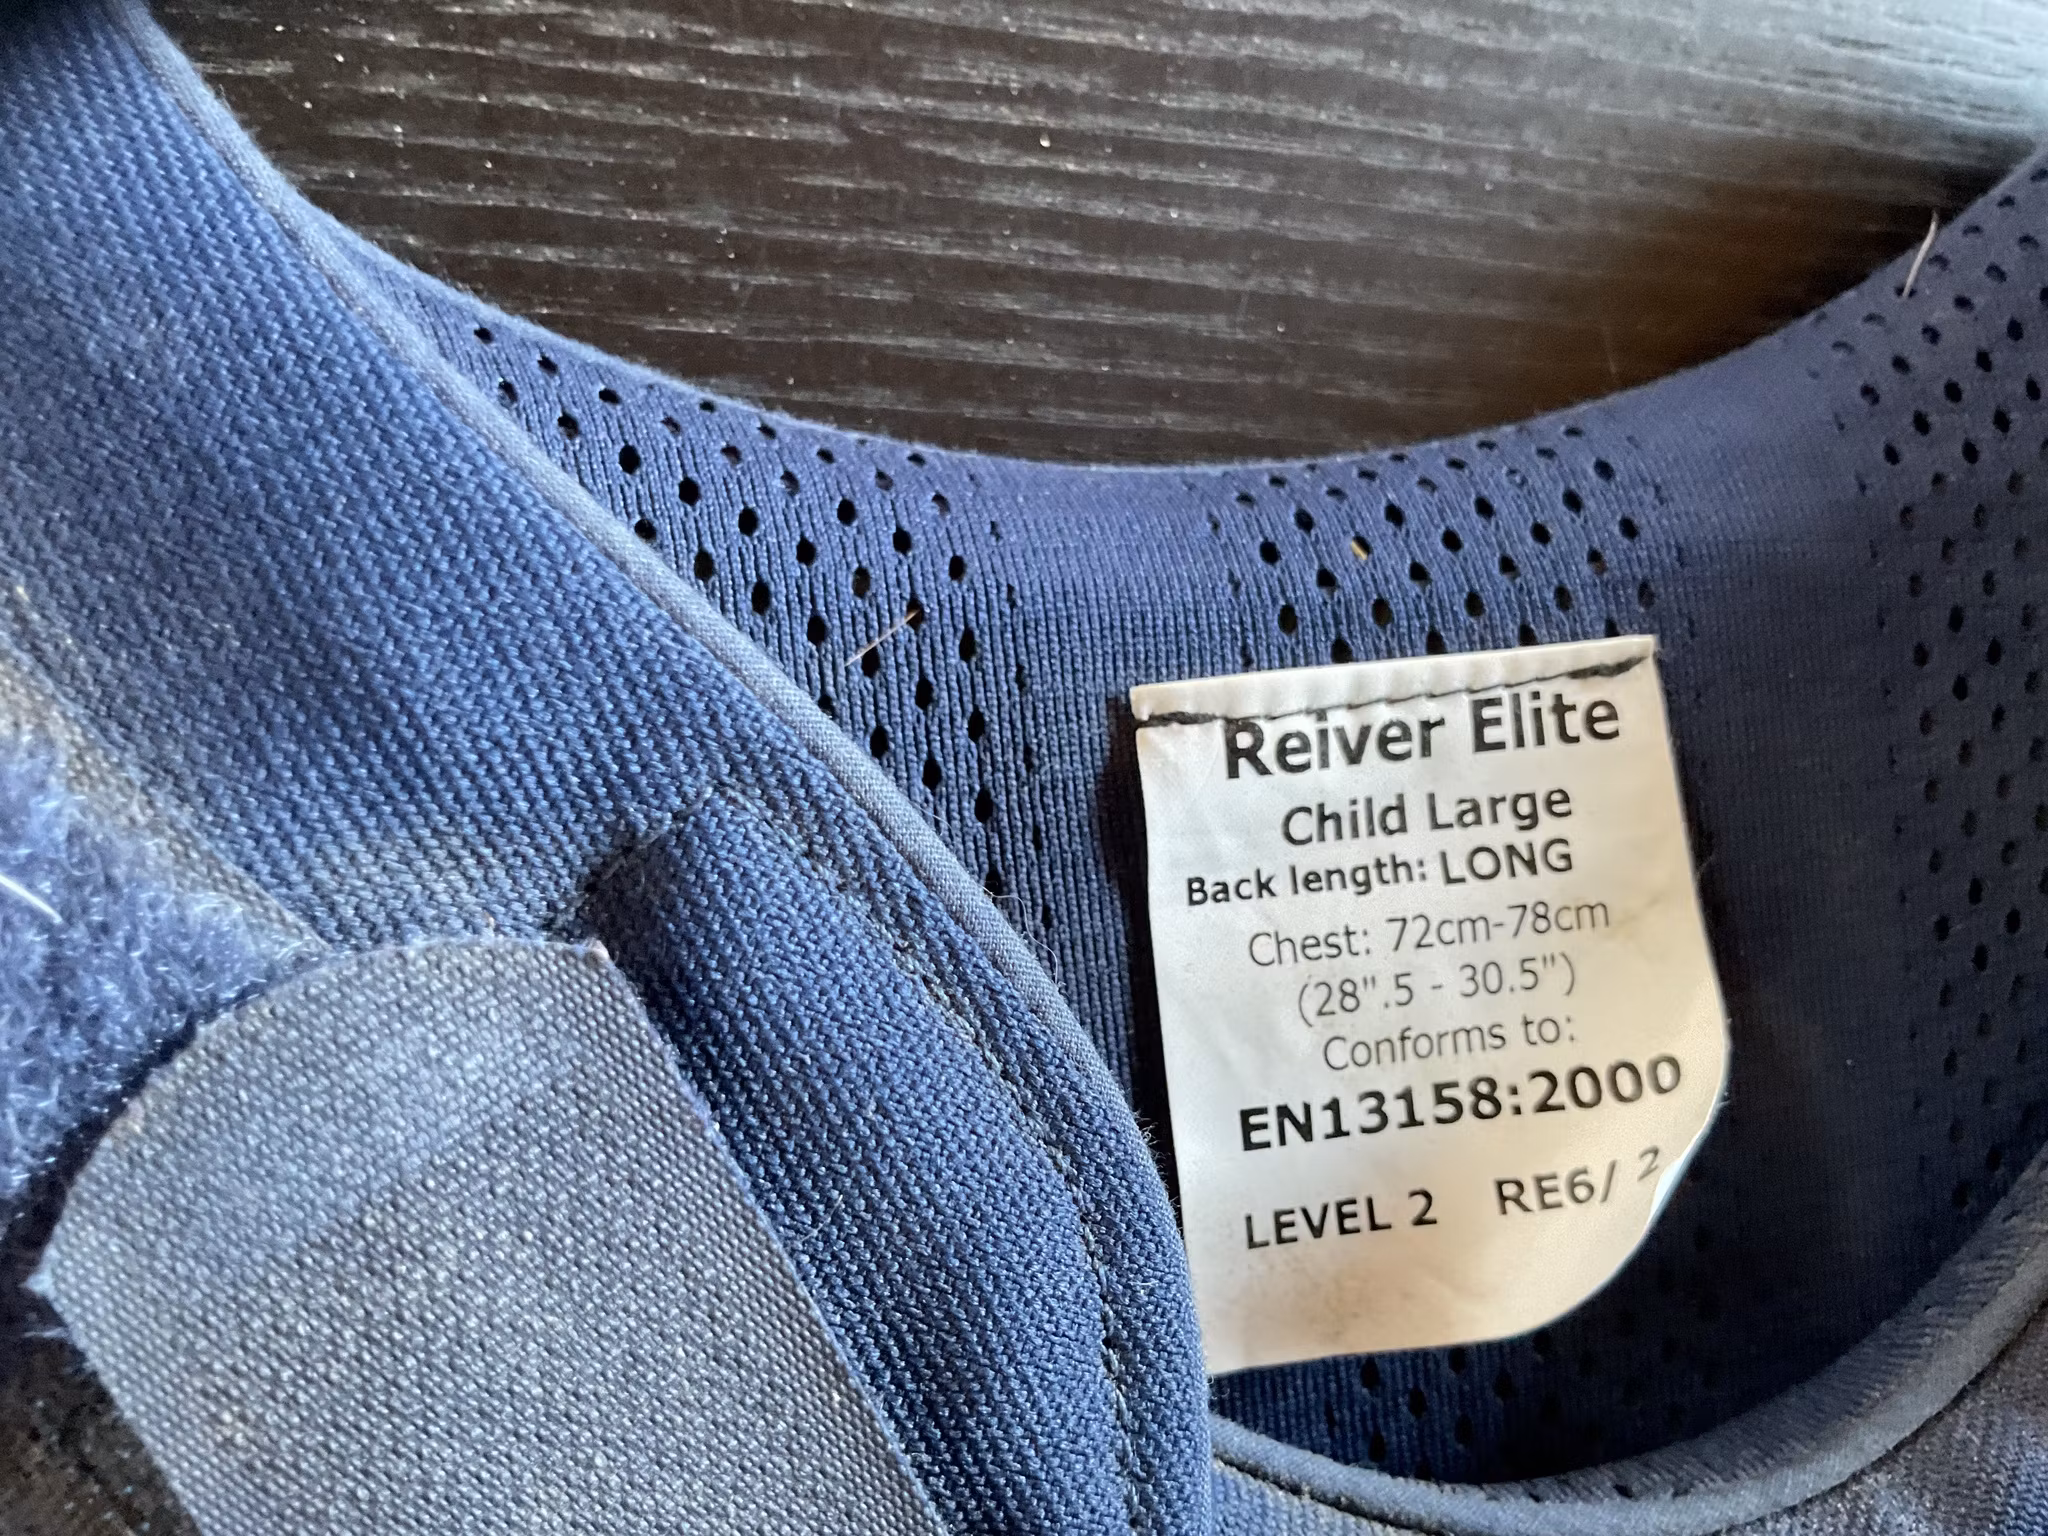 Reiver Elite
Child Large
Back length: LONG
Chest: 72cm-78cm
(28".5 - 30.5")
Conforms to:
EN13158:2000
LEVEL 2 RE6/ 2